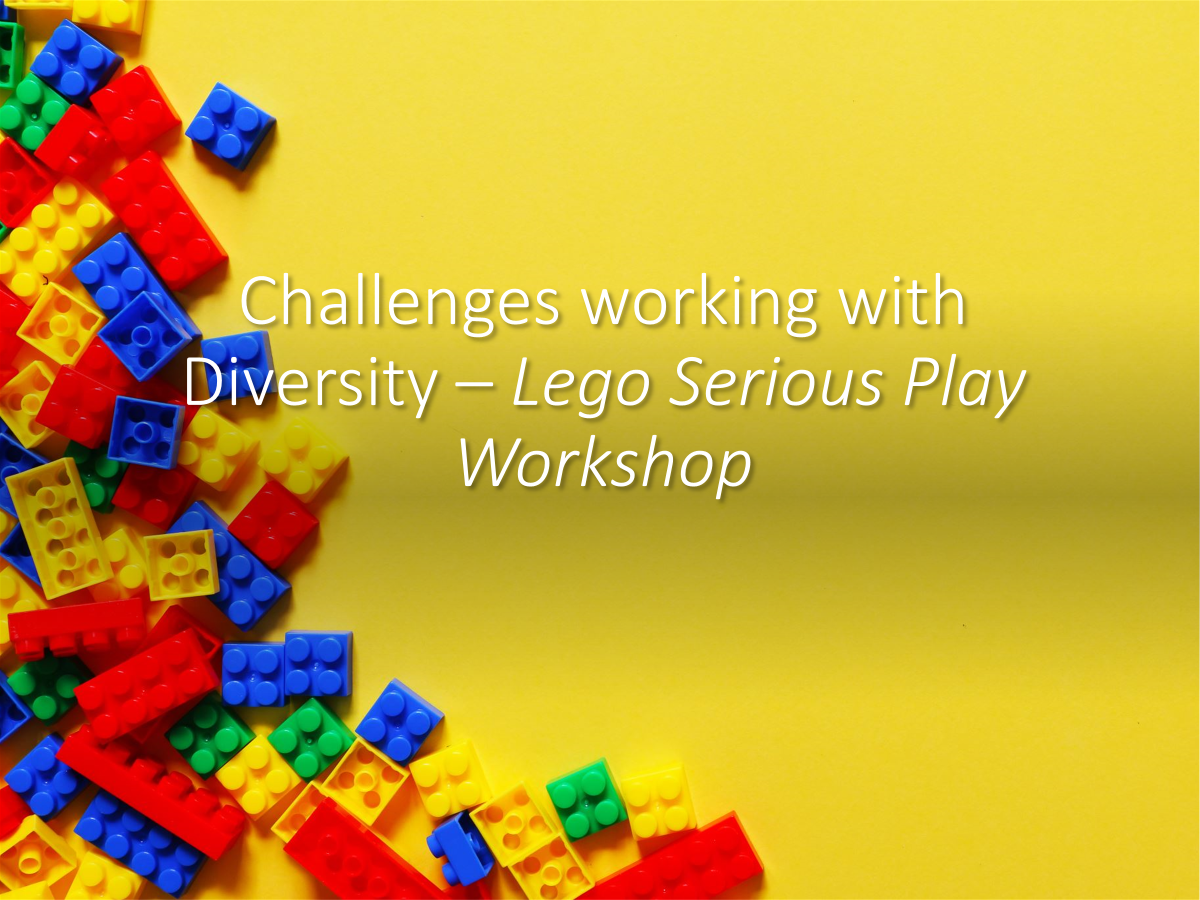 Challenges working with
Diversity – Lego Serious Play
Workshop